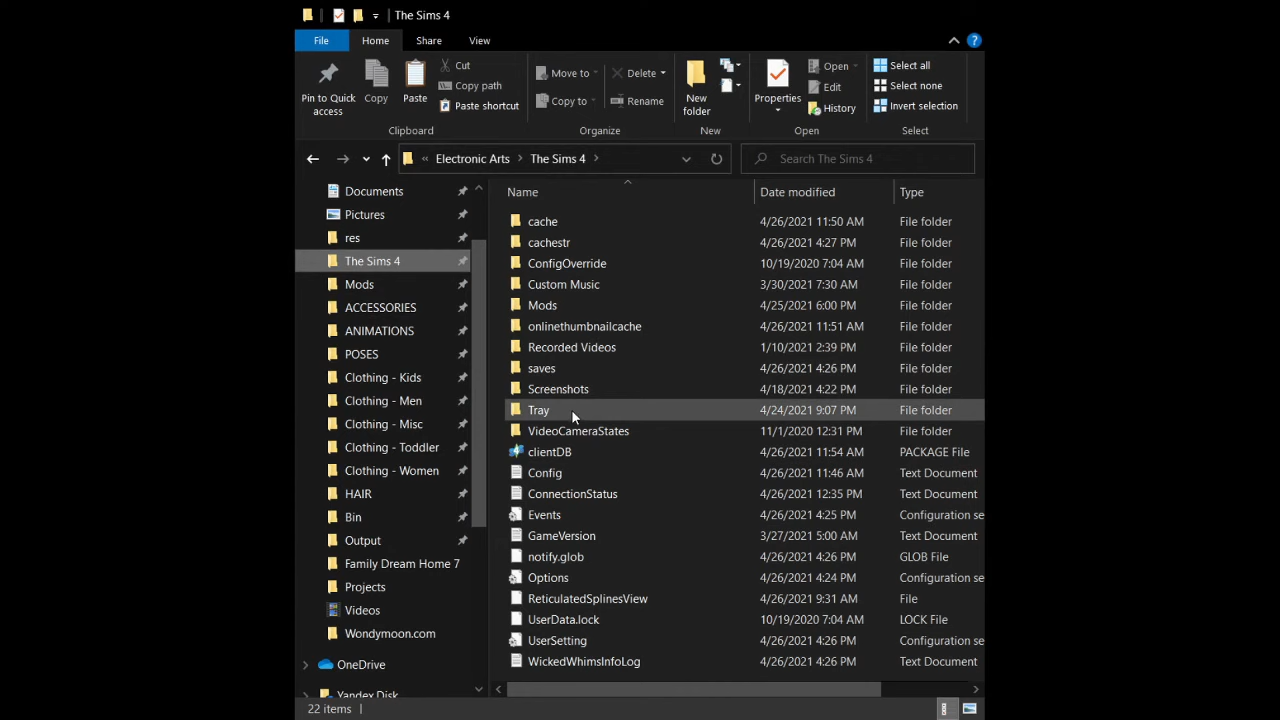 The Sims 4
File Home Share View
Pin to Quick access
Copy
Paste
Cut
Copy path
Paste shortcut
Clipboard
Move to
Copy to
Delete
Rename
Organize
New folder
New
Properties
Open
Edit
History
Open
Select all
Select none
Invert selection
Select
« Electronic Arts > The Sims 4 >
Search The Sims 4
Documents
Pictures
res
The Sims 4
Mods
ACCESSORIES
ANIMATIONS
POSES
Clothing - Kids
Clothing - Men
Clothing - Misc
Clothing - Toddler
Clothing - Women
HAIR
Bin
Output
Family Dream Home 7
Projects
Videos
Wondymoon.com
OneDrive
Yandex.Disk
Name Date modified Type
cache 4/26/2021 11:50 AM File folder
cachestr 4/26/2021 4:27 PM File folder
ConfigOverride 10/19/2020 7:04 AM File folder
Custom Music 3/30/2021 7:30 AM File folder
Mods 4/25/2021 6:00 PM File folder
onlinethumbnailcache 4/26/2021 11:51 AM File folder
Recorded Videos 1/10/2021 2:39 PM File folder
saves 4/26/2021 4:26 PM File folder
Screenshots 4/18/2021 4:22 PM File folder
Tray 4/24/2021 9:07 PM File folder
VideoCameraStates 11/1/2020 12:31 PM File folder
clientDB 4/26/2021 11:54 AM PACKAGE File
Config 4/26/2021 11:46 AM Text Document
ConnectionStatus 4/26/2021 12:35 PM Text Document
Events 4/26/2021 4:25 PM Configuration se
GameVersion 3/27/2021 5:00 AM Text Document
notify.glob 4/26/2021 4:26 PM GLOB File
Options 4/26/2021 4:24 PM Configuration se
ReticulatedSplinesView 4/26/2021 9:31 AM File
UserData.lock 10/19/2020 7:04 AM LOCK File
UserSetting 4/26/2021 4:26 PM Configuration se
WickedWhimsInfoLog 4/26/2021 4:26 PM Text Document
22 items